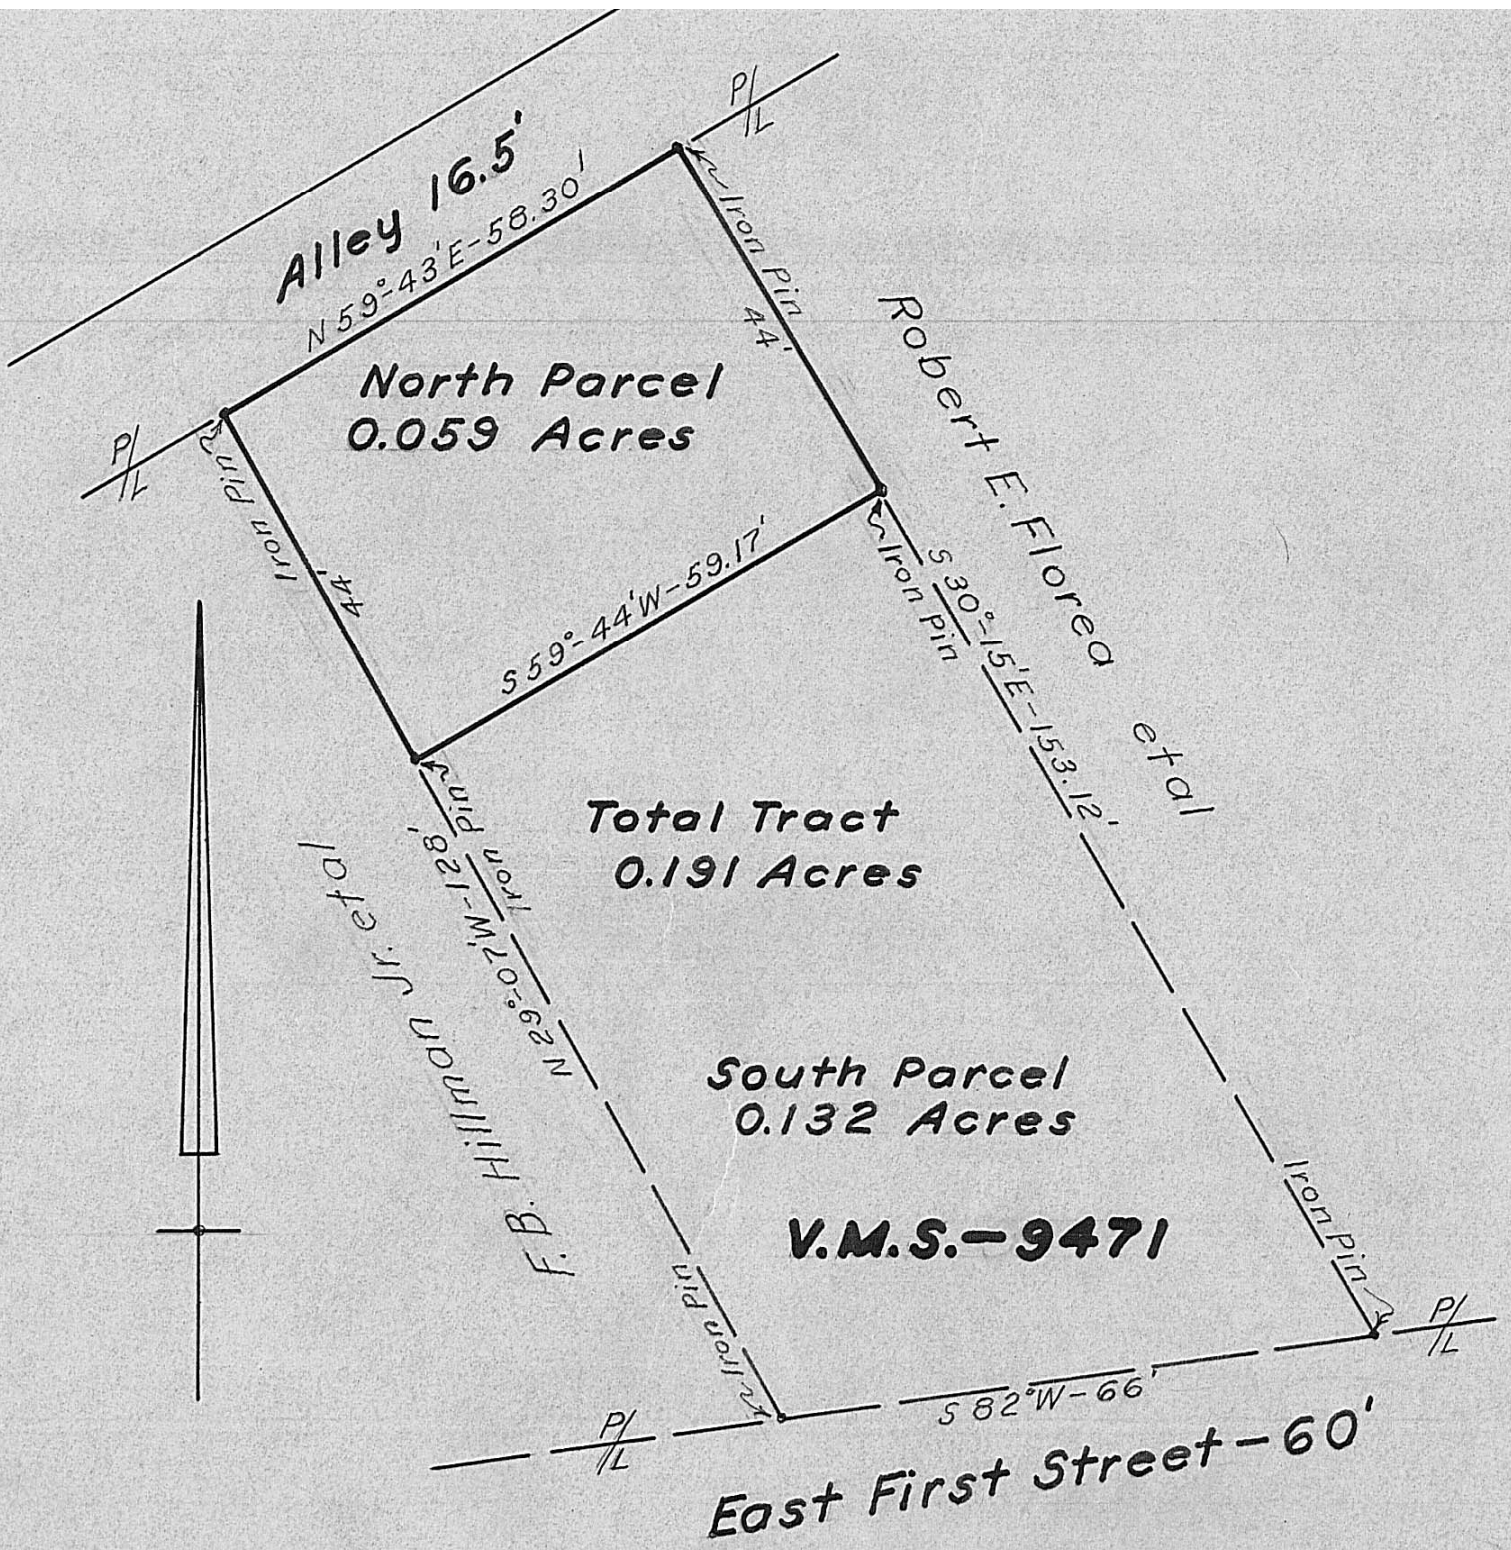 P/L
Alley 16.5'
N 59°-43'E-58.30'
Iron Pin
44'
North Parcel
0.059 Acres
P/L
Iron Pin
44'
Robert E. Florea etal
S 59°-44'W-59.17'
Iron Pin
S 30°-15'E-153.12'
Iron Pin
N 29°-07'W-128'
Total Tract
0.191 Acres
F.B. Hillman Jr. etal
South Parcel
0.132 Acres
V.M.S.-9471
Iron Pin
Iron Pin
P/L
S 82°W-66'
P/L
East First Street-60'